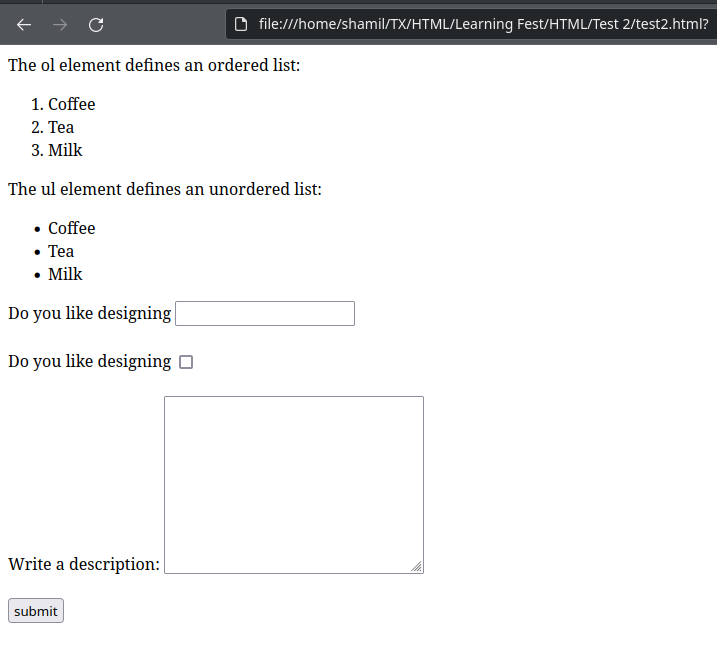 file:///home/shamil/TX/HTML/Learning Fest/HTML/Test 2/test2.html?
The ol element defines an ordered list:
1. Coffee
2. Tea
3. Milk
The ul element defines an unordered list:
• Coffee
• Tea
• Milk
Do you like designing
Do you like designing
Write a description:
submit